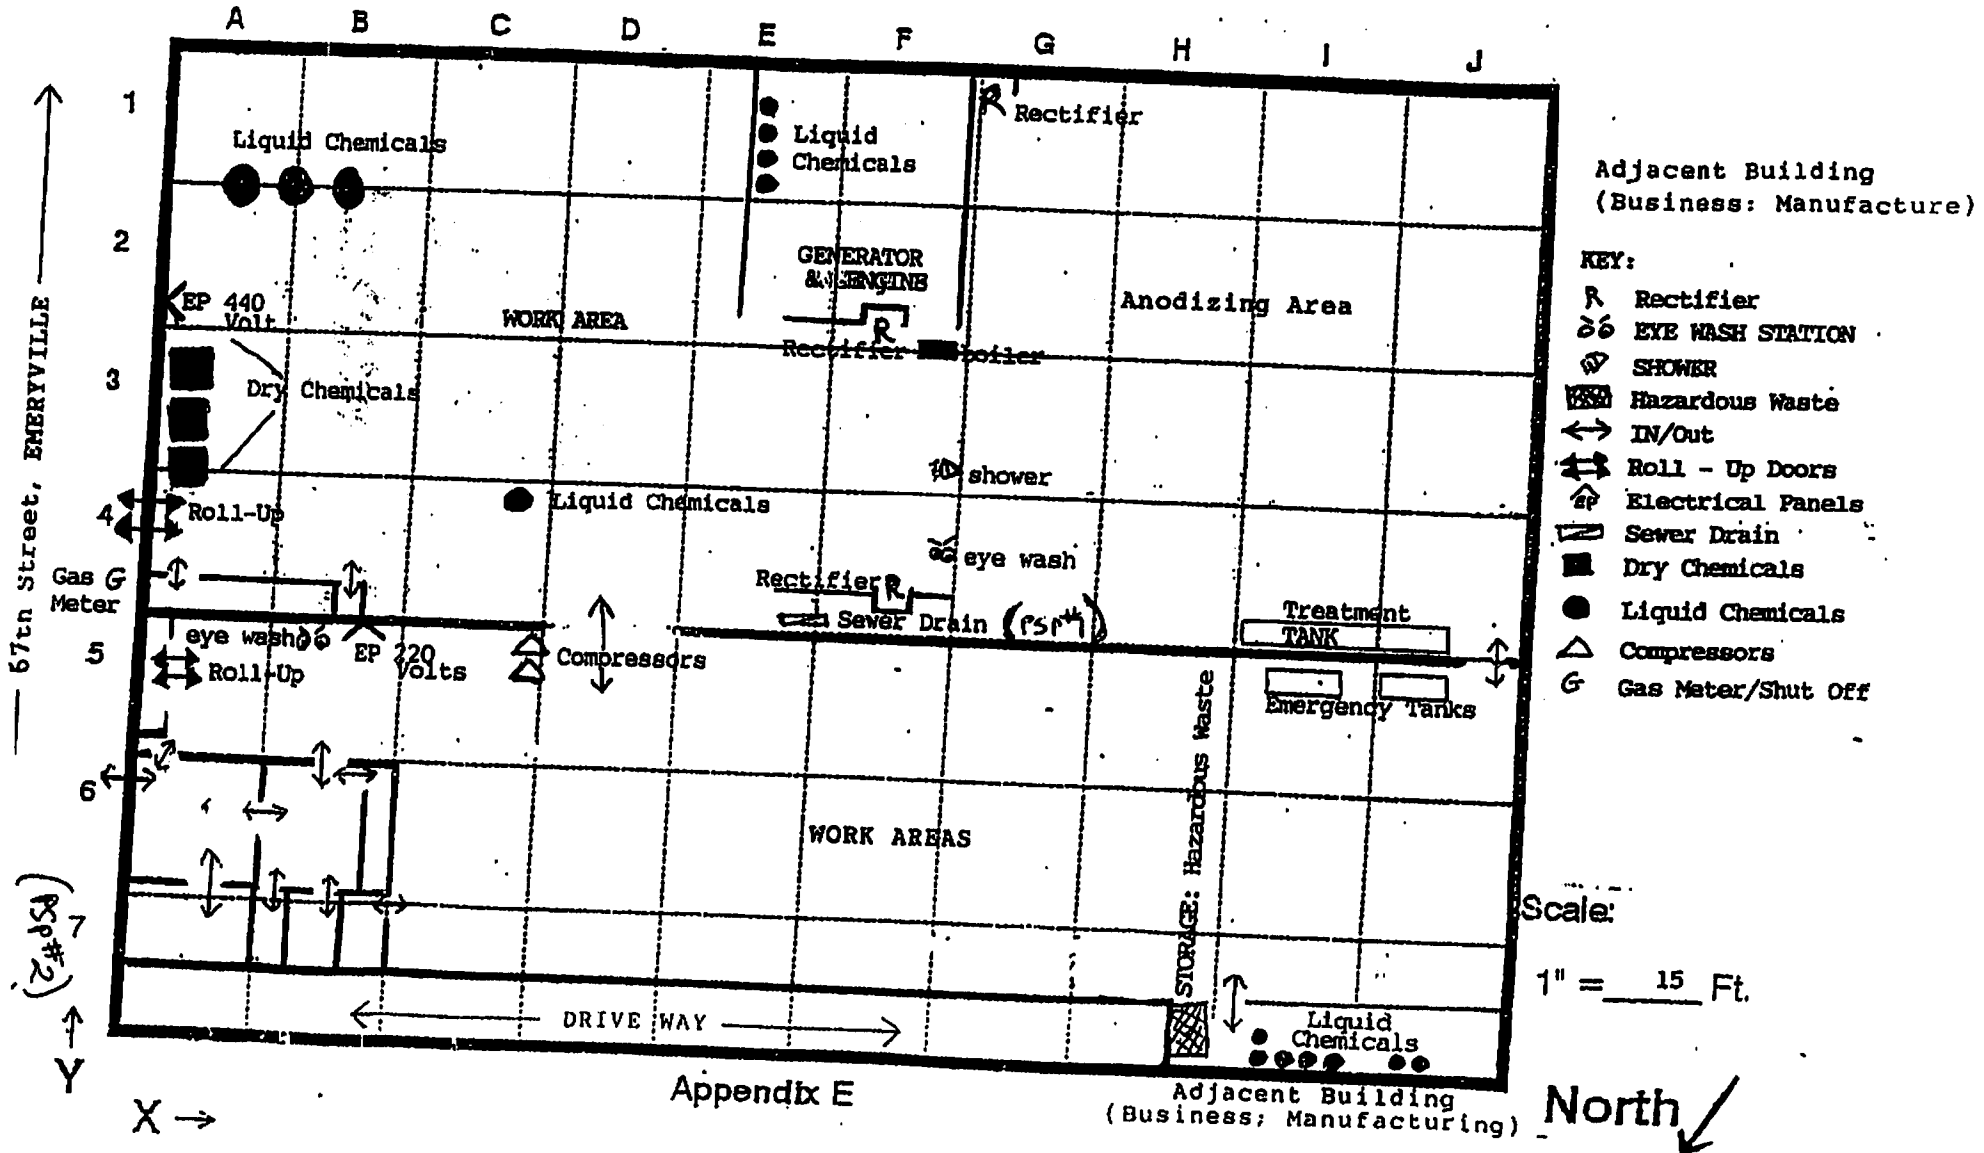 A B C D E F G H I J
1
2
3
4
5
6
7
67th Street, EMERYVILLE
Liquid Chemicals
Liquid
Chemicals
R Rectifier
GENERATOR
& ENGINE
EP 440
Volt
WORK AREA
Anodizing Area
R
Rectifier boiler
Dry Chemicals
shower
Roll-Up
Liquid Chemicals
eye wash
Gas G
Meter
Rectifier R
Sewer Drain (PSP#1)
Treatment
TANK
eye wash
EP 220
Volts
Roll-Up
Compressors
Emergency Tanks
STORAGE: Hazardous Waste
WORK AREAS
(PSP#2)
DRIVE WAY
Liquid
Chemicals
Y
X
Appendix E
Adjacent Building
(Business; Manufacturing)
Adjacent Building
(Business: Manufacture)
KEY:
R Rectifier
EYE WASH STATION
SHOWER
Hazardous Waste
IN/Out
Roll - Up Doors
EP Electrical Panels
Sewer Drain
Dry Chemicals
Liquid Chemicals
Compressors
G Gas Meter/Shut Off
Scale:
1" = 15 Ft.
North